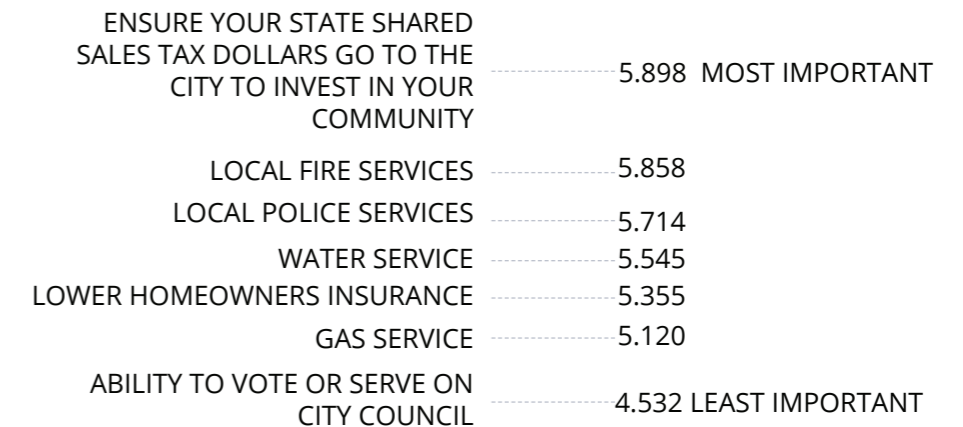 ENSURE YOUR STATE SHARED
SALES TAX DOLLARS GO TO THE
CITY TO INVEST IN YOUR
COMMUNITY
5.898 MOST IMPORTANT
LOCAL FIRE SERVICES 5.858
LOCAL POLICE SERVICES 5.714
WATER SERVICE 5.545
LOWER HOMEOWNERS INSURANCE 5.355
GAS SERVICE 5.120
ABILITY TO VOTE OR SERVE ON
CITY COUNCIL
4.532 LEAST IMPORTANT